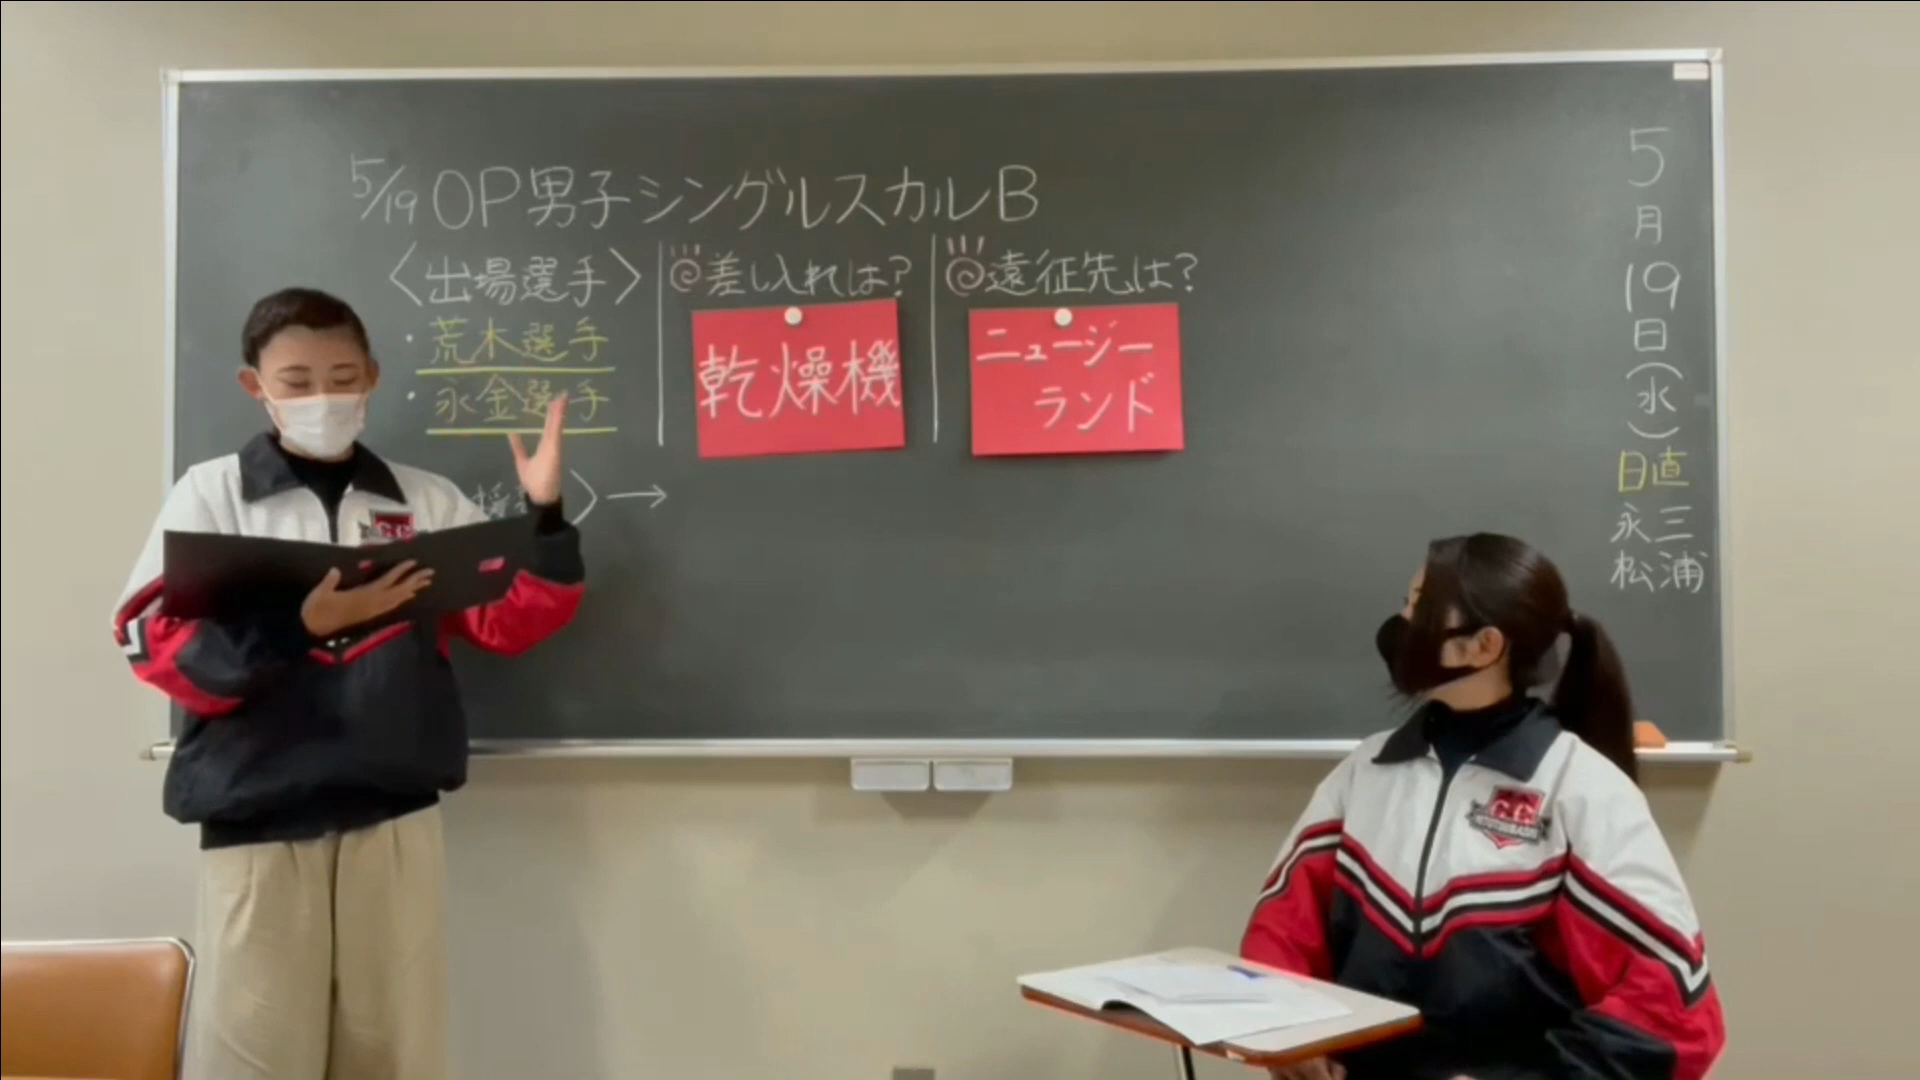 5/19 OP男子シングルスカルB
〈出場選手〉
・荒木選手
・永金選手
◎差し入れは?
乾燥機
◎遠征先は?
ニュージー
ランド
〉→
5月19日(水)
日直
永三
松浦